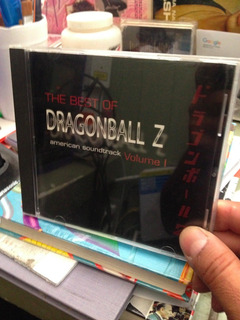 THE BEST OF
DRAGONBALL Z
american soundtrack Volume I
ドラゴンボール